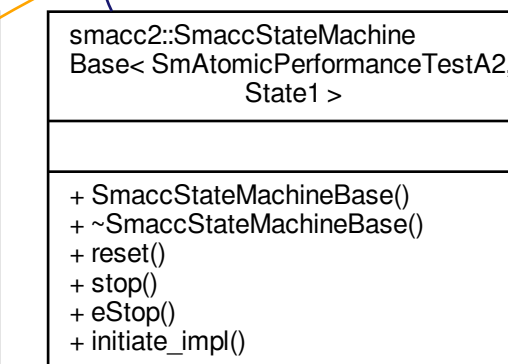 smacc2::SmaccStateMachine
Base< SmAtomicPerformanceTestA2,
State1 >
+ SmaccStateMachineBase()
+ ~SmaccStateMachineBase()
+ reset()
+ stop()
+ eStop()
+ initiate_impl()